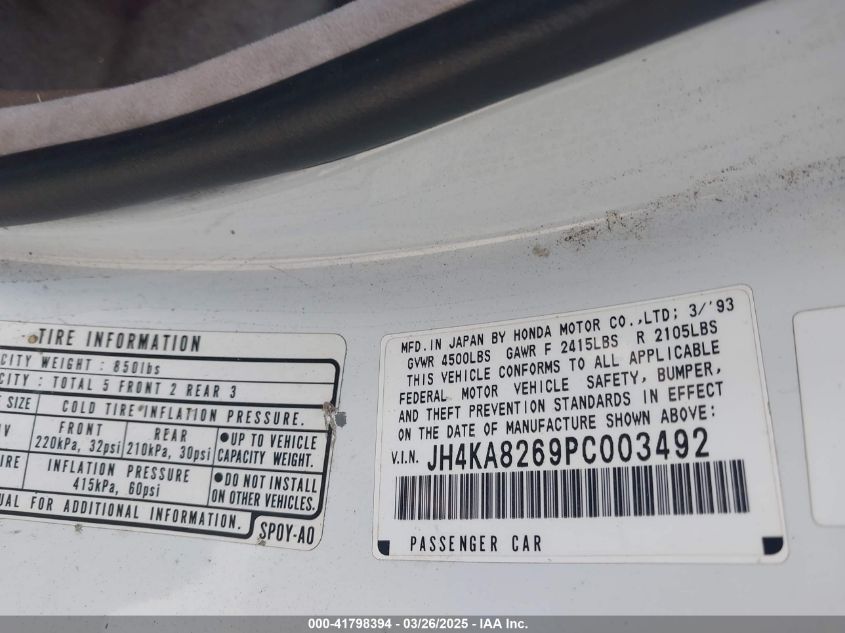 TIRE INFORMATION
CITY WEIGHT : 850lbs
CITY : TOTAL 5 FRONT 2 REAR 3
SIZE COLD TIRE INFLATION PRESSURE.
V FRONT 220kPa, 32psi REAR 210kPa, 30psi ●UP TO VEHICLE CAPACITY WEIGHT.
IRE INFLATION PRESSURE 415kPa, 60psi ●DO NOT INSTALL ON OTHER VEHICLES.
UAL FOR ADDITIONAL INFORMATION.
SP0Y-A0
MFD. IN JAPAN BY HONDA MOTOR CO., LTD; 3/'93
GVWR 4500LBS GAWR F 2415LBS R 2105LBS
THIS VEHICLE CONFORMS TO ALL APPLICABLE
FEDERAL MOTOR VEHICLE SAFETY, BUMPER,
AND THEFT PREVENTION STANDARDS IN EFFECT
ON THE DATE OF MANUFACTURE SHOWN ABOVE:
V.I.N. JH4KA8269PC003492
PASSENGER CAR
000-41798394 - 03/26/2025 - IAA Inc.